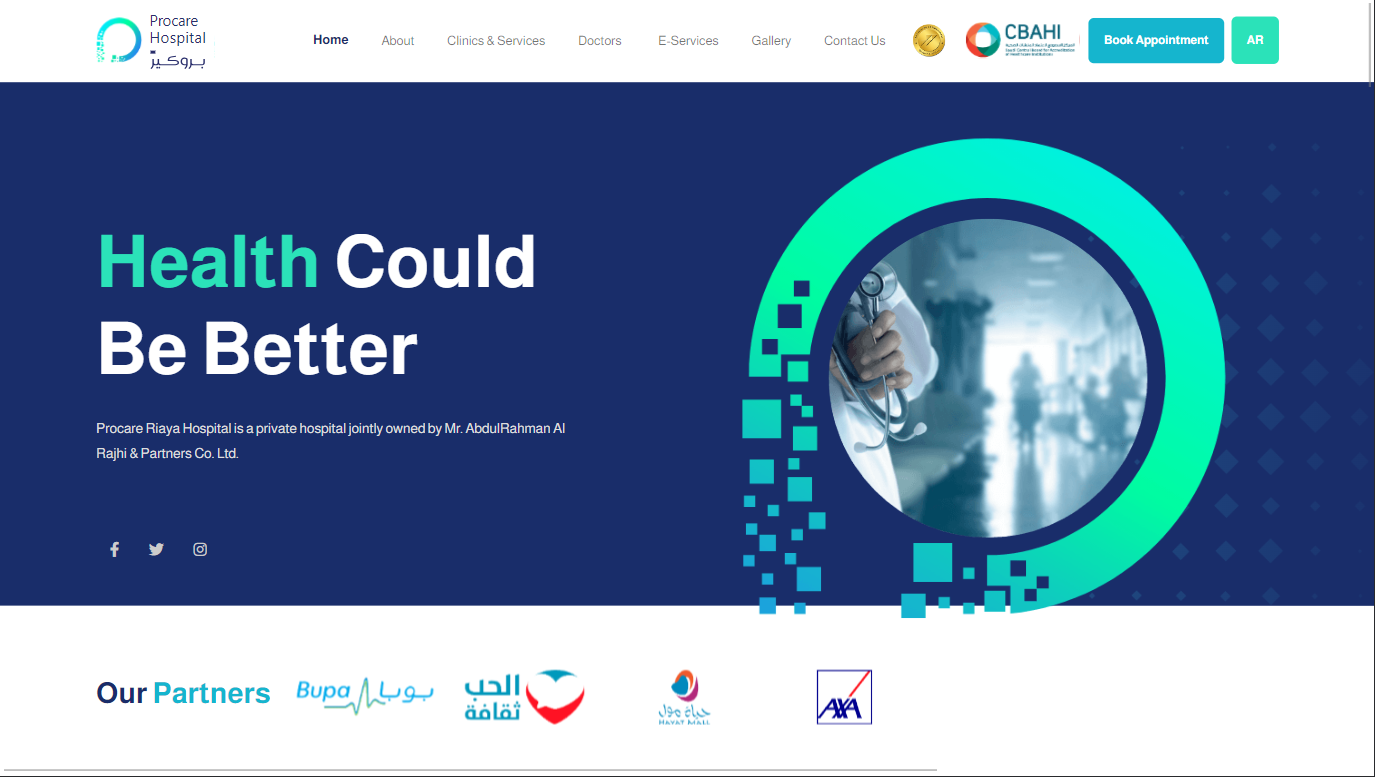 Procare
Hospital
بروكير
Home
About
Clinics & Services
Doctors
E-Services
Gallery
Contact Us
CBAHI
Book Appointment
AR
Health Could
Be Better
Procare Riaya Hospital is a private hospital jointly owned by Mr. AbdulRahman Al
Rajhi & Partners Co. Ltd.
Our Partners
Bupa بوبا
الحب
ثقافة
حياة مول
HAYAT MALL
AXA